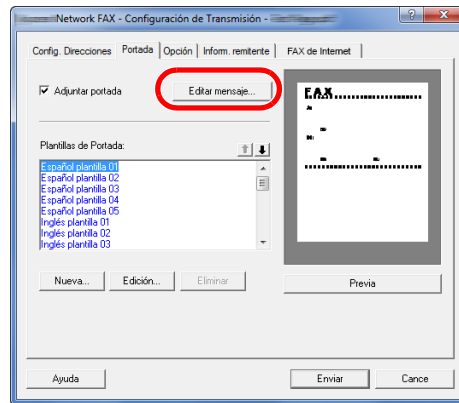 Network FAX - Configuración de Transmisión -
Config. Direcciones Portada Opción Inform. remitente FAX de Internet
Adjuntar portada Editar mensaje...
FAX
Plantillas de Portada:
Español plantilla 01
Español plantilla 02
Español plantilla 03
Español plantilla 04
Español plantilla 05
Inglés plantilla 01
Inglés plantilla 02
Inglés plantilla 03
Nueva... Edición... Eliminar Previa
Ayuda Enviar Cance